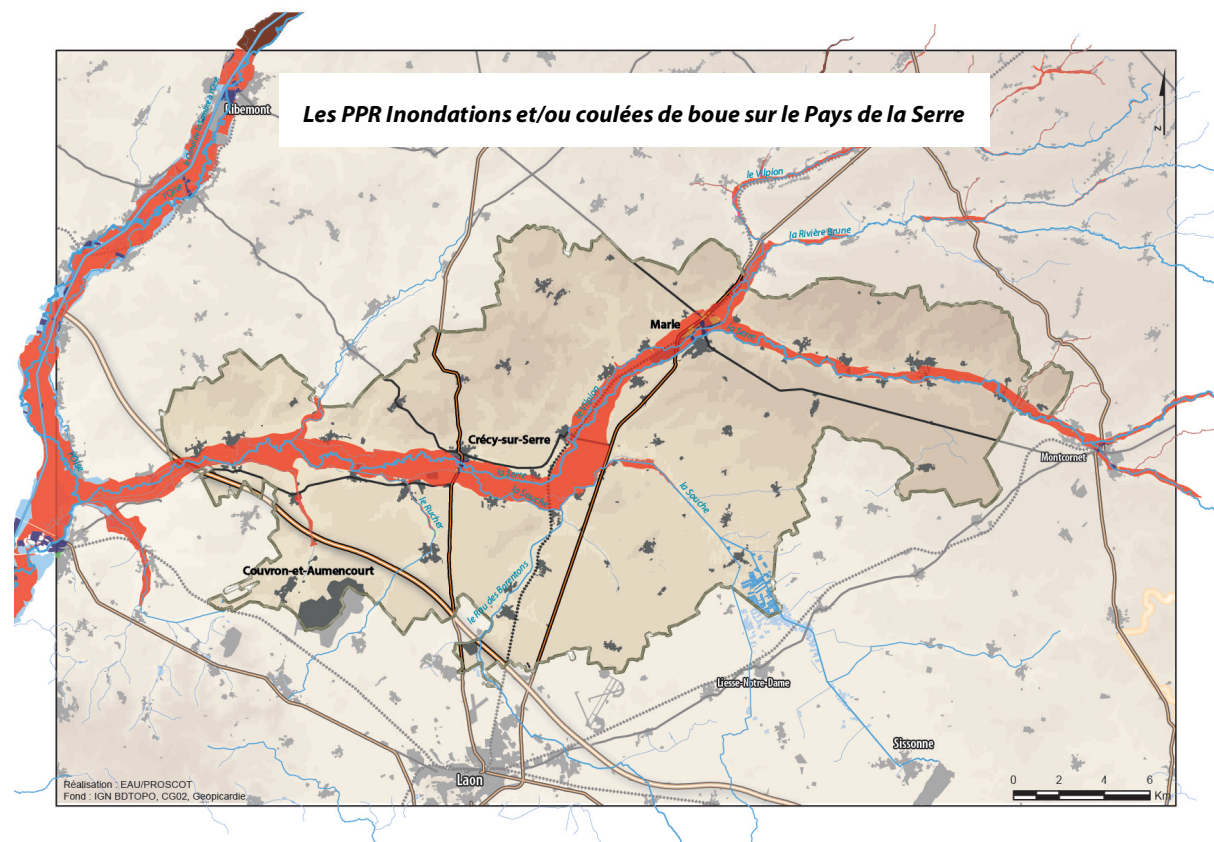 Les PPR Inondations et/ou coulées de boue sur le Pays de la Serre
Ribemont
l'Oise
le Vilpion
la Rivière Brune
N
Marle
la Serre
le Vilpion
Crécy-sur-Serre
la Serre
la Souche
Montcornet
l'Oise
le Rucher
la Souche
Couvron-et-Aumencourt
le Rau des Barentons
Liesse-Notre-Dame
Sissonne
Laon
Réalisation : EAU/PROSCOT
Fond : IGN BDTOPO, CG02, Geopicardie
0 2 4 6
Km